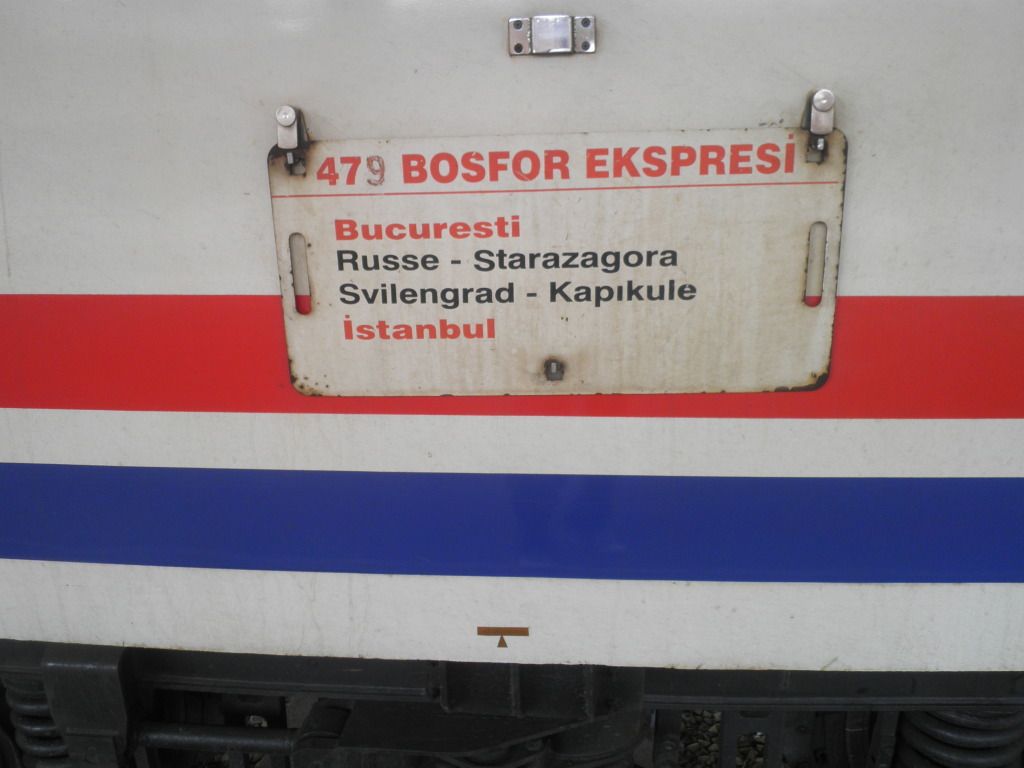 479 BOSFOR EKSPRESİ
Bucuresti
Russe - Starazagora
Svilengrad - Kapıkule
İstanbul